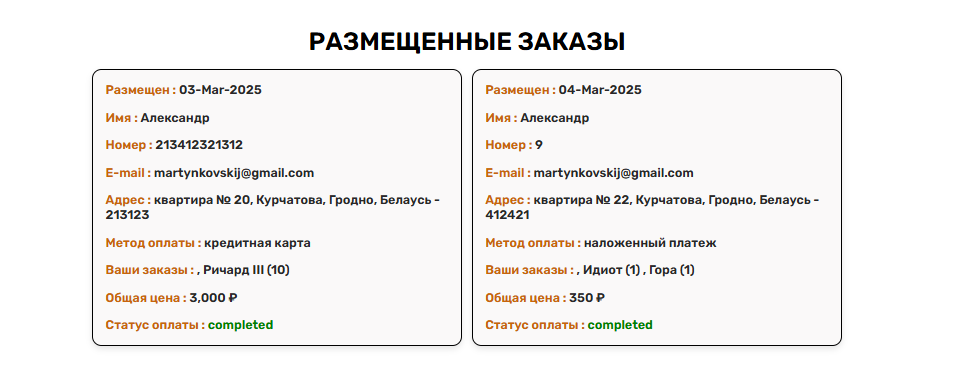 РАЗМЕЩЕННЫЕ ЗАКАЗЫ
Размещен : 03-Mar-2025
Имя : Александр
Номер : 213412321312
E-mail : martynkovskij@gmail.com
Адрес : квартира № 20, Курчатова, Гродно, Белаусь -
213123
Метод оплаты : кредитная карта
Ваши заказы : , Ричард III (10)
Общая цена : 3,000 ₽
Статус оплаты : completed
Размещен : 04-Mar-2025
Имя : Александр
Номер : 9
E-mail : martynkovskij@gmail.com
Адрес : квартира № 22, Курчатова, Гродно, Белаусь -
412421
Метод оплаты : наложенный платеж
Ваши заказы : , Идиот (1) , Гора (1)
Общая цена : 350 ₽
Статус оплаты : completed